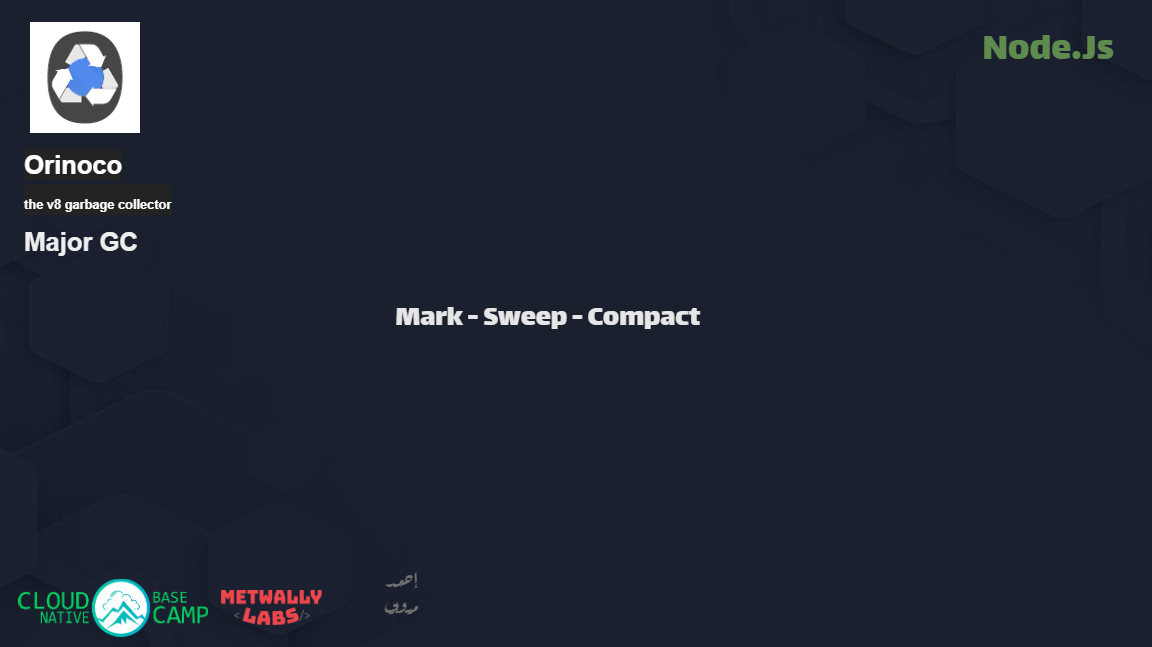 Node.Js
Orinoco
the v8 garbage collector
Major GC
Mark - Sweep - Compact
CLOUD NATIVE BASE CAMP
METWALLY
<LABS/>